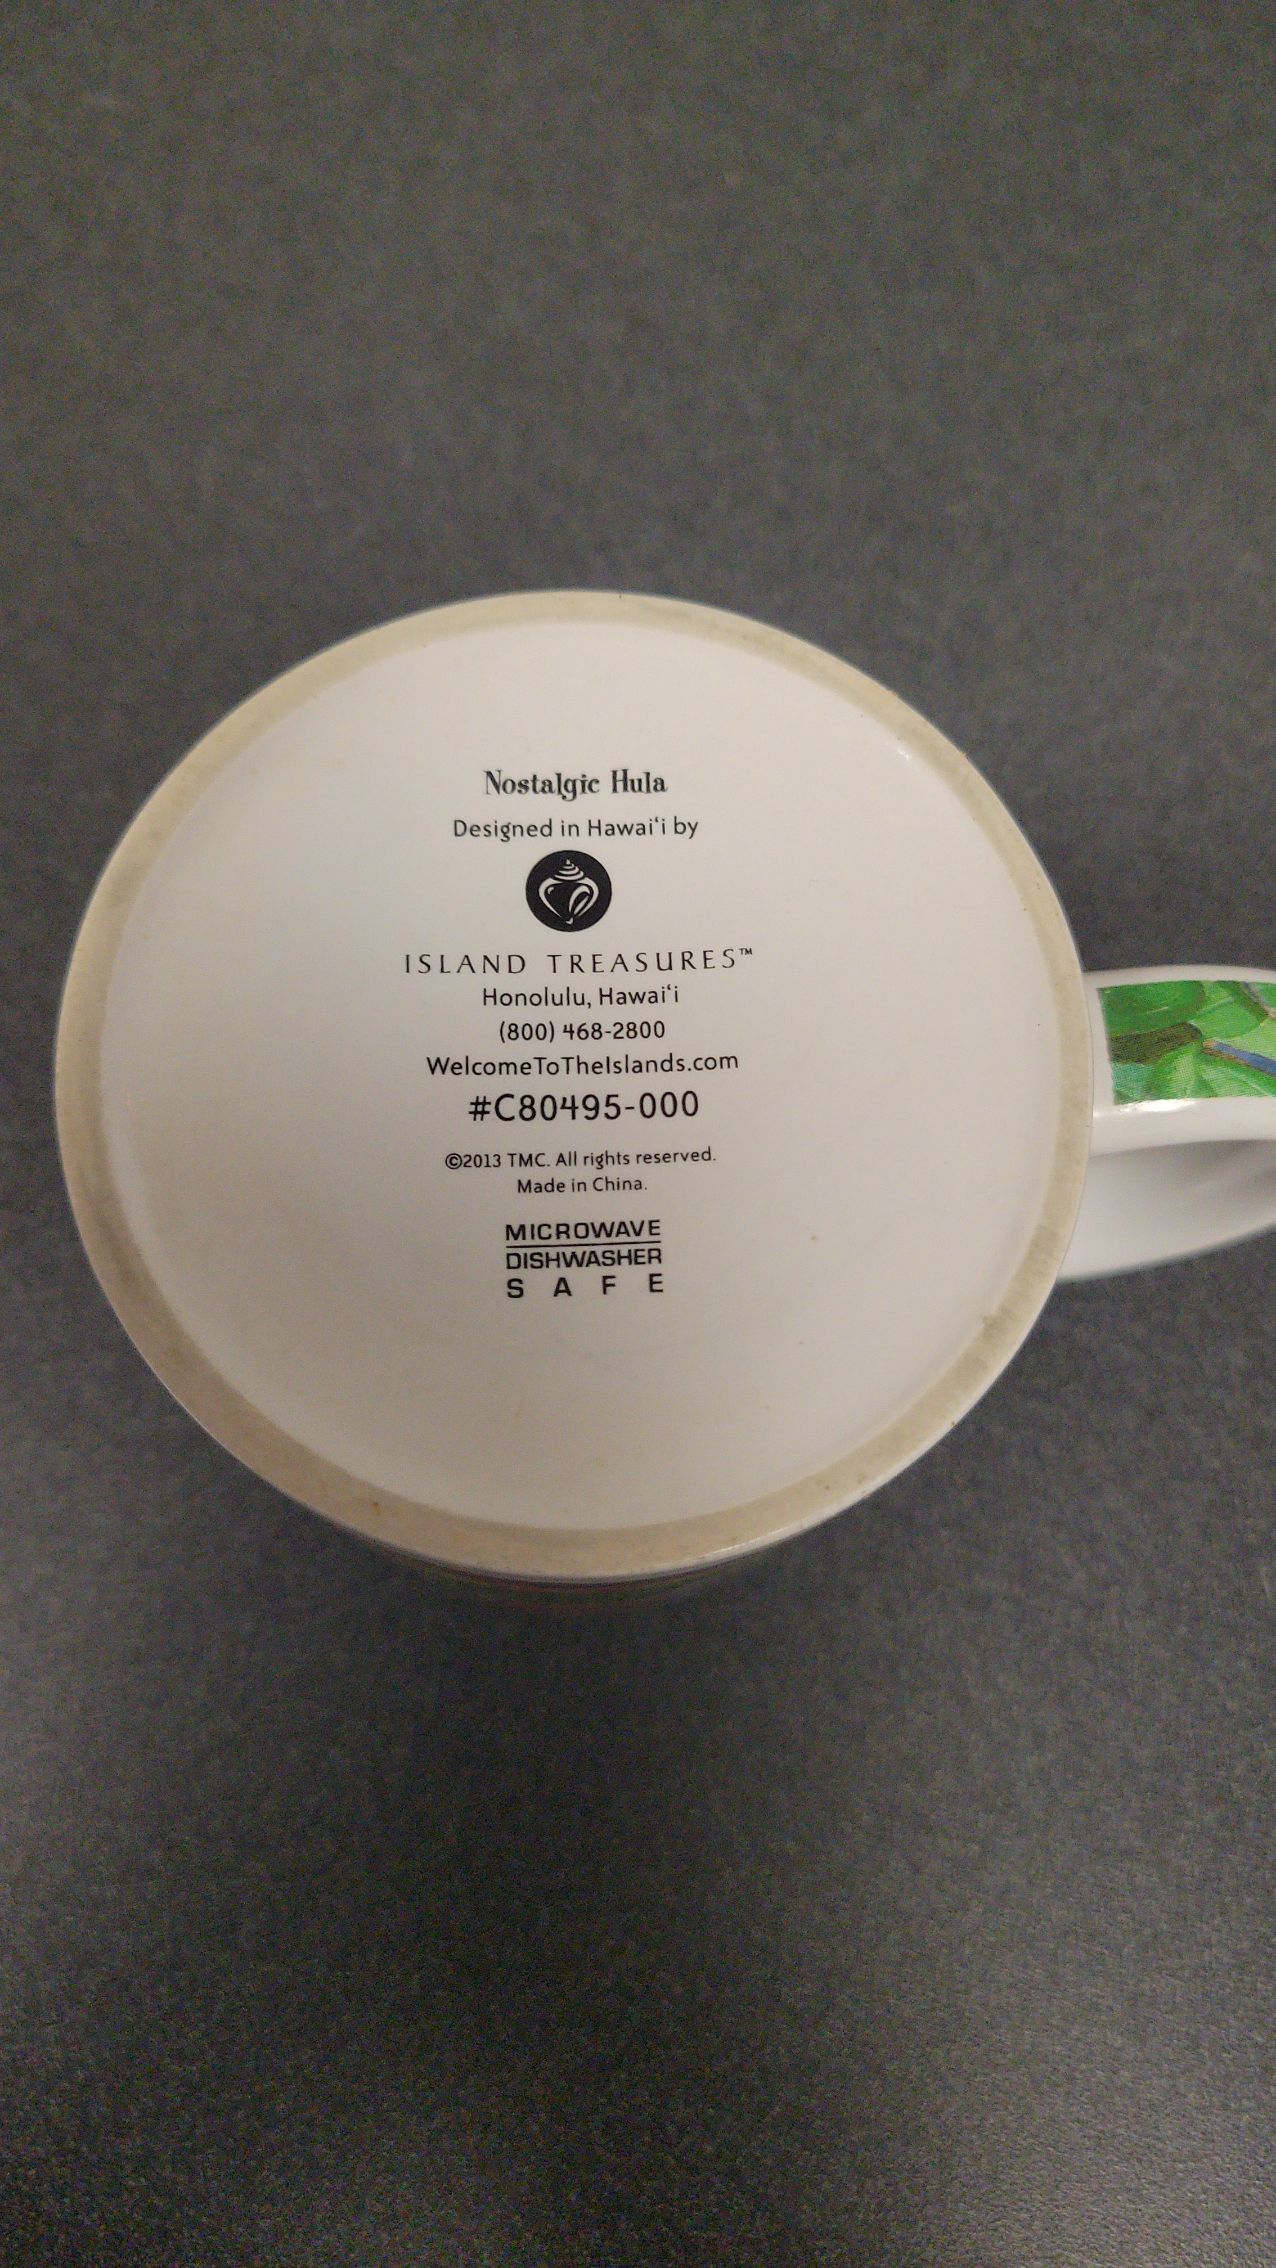 Nostalgic Hula
Designed in Hawai‘i by
ISLAND TREASURES™
Honolulu, Hawai‘i
(800) 468-2800
WelcomeToTheIslands.com
#C80495-000
©2013 TMC. All rights reserved.
Made in China.
MICROWAVE
DISHWASHER
SAFE